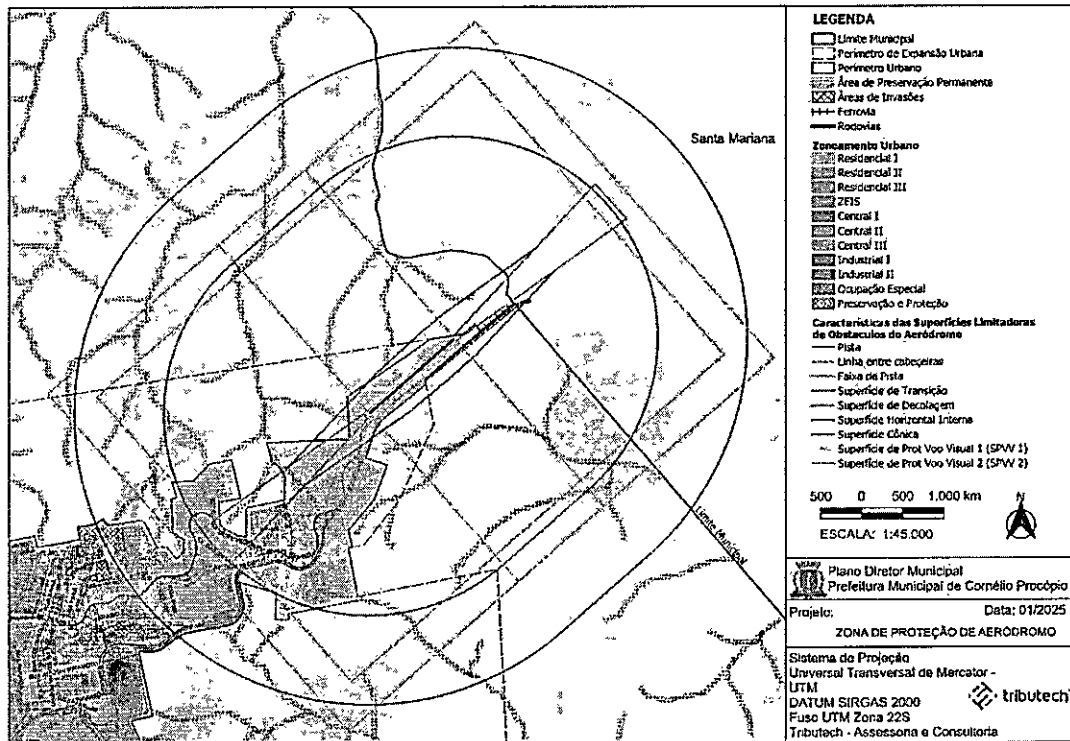 Santa Mariana
Limite Municipal
LEGENDA
Limite Municipal
Perímetro de Expansão Urbana
Perímetro Urbano
Área de Preservação Permanente
Áreas de Invasões
Ferrovia
Rodovias
Zoneamento Urbano
Residencial I
Residencial II
Residencial III
ZEIS
Central I
Central II
Central III
Industrial I
Industrial II
Ocupação Especial
Preservação e Proteção
Características das Superfícies Limitadoras
de Obstaculos do Aeródromo
Pista
Linha entre cabeceiras
Faixa de Pista
Superfície de Transição
Superfície de Decolagem
Superfície Horizontal Interna
Superfície Cônica
Superfície de Prot Voo Visual 1 (SPVV 1)
Superfície de Prot Voo Visual 2 (SPVV 2)
500 0 500 1.000 km
N
ESCALA: 1:45.000
Plano Diretor Municipal
Prefeitura Municipal de Cornélio Procópio
Projeto: Data: 01/2025
ZONA DE PROTEÇÃO DE AERÓDROMO
Sistema de Projeção
Universal Transversal de Mercator -
UTM
DATUM SIRGAS 2000
Fuso UTM Zona 22S
Tributech - Assessoria e Consultoria
tributech